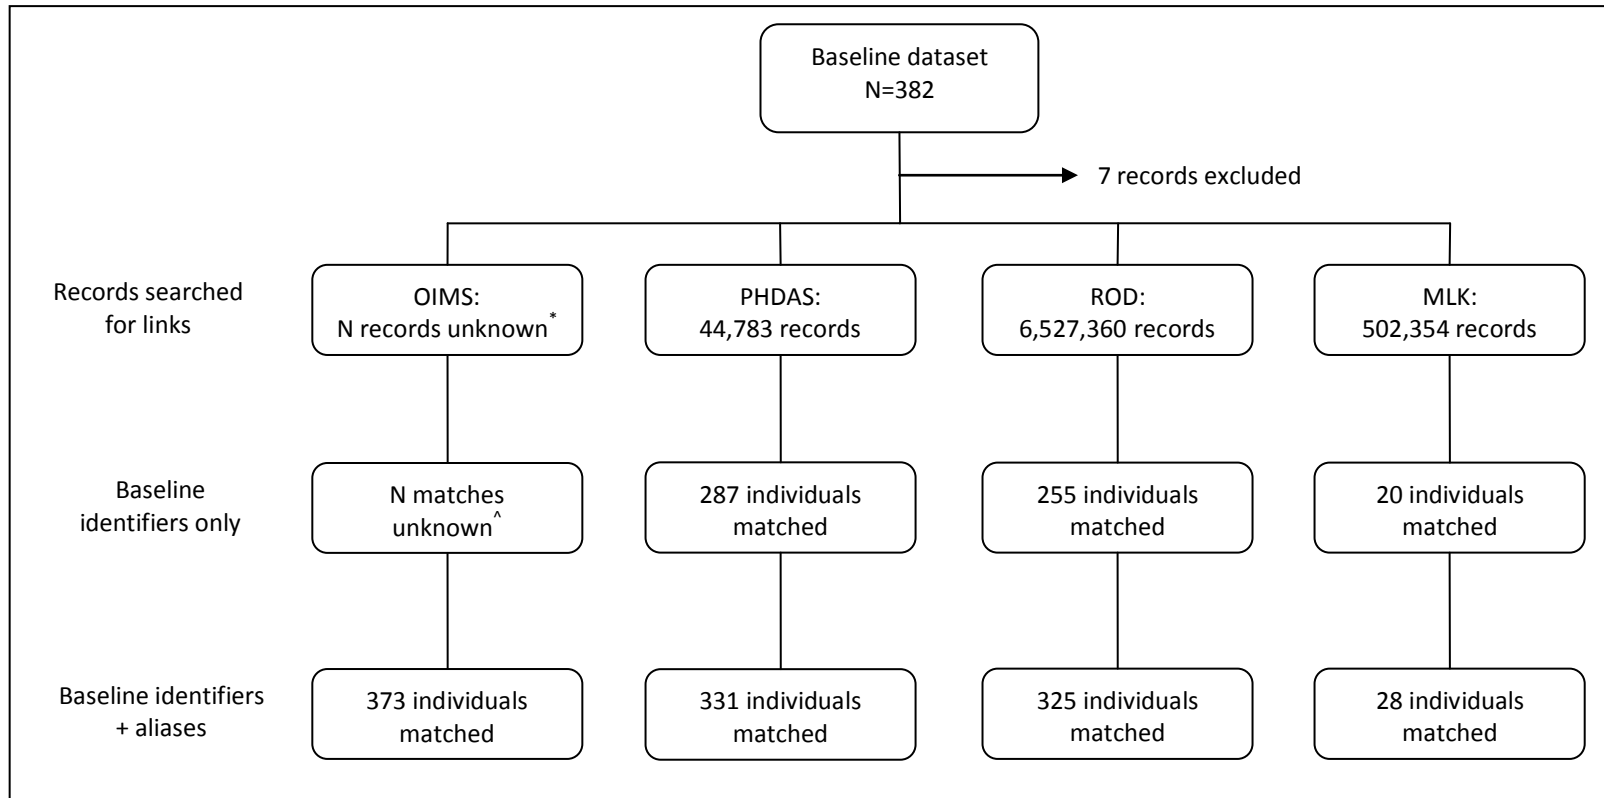 Baseline dataset
N=382
7 records excluded
Records searched
for links
OIMS:
N records unknown*
PHDAS:
44,783 records
ROD:
6,527,360 records
MLK:
502,354 records
Baseline
identifiers only
N matches
unknown^
287 individuals
matched
255 individuals
matched
20 individuals
matched
Baseline identifiers
+ aliases
373 individuals
matched
331 individuals
matched
325 individuals
matched
28 individuals
matched